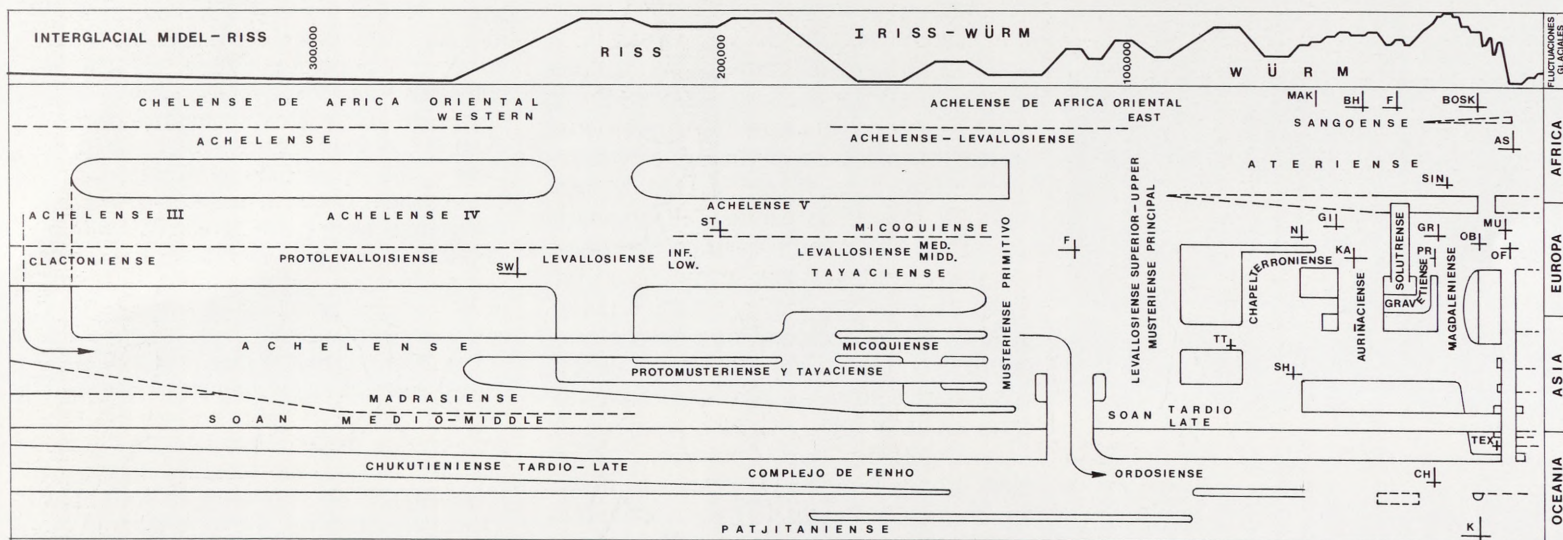 INTERGLACIAL MIDEL-RISS
300,000
RISS
200,000
I RISS-WÜRM
100,000
WÜRM
FLUCTUACIONES
GLACIALES
CHELENSE DE AFRICA ORIENTAL
WESTERN
ACHELENSE DE AFRICA ORIENTAL
EAST
MAK
BH
F
BOSK
SANGOENSE
AFRICA
ACHELENSE
ACHELENSE-LEVALLOSIENSE
AS
ATERIENSE
SIN
ACHELENSE III
ACHELENSE IV
ACHELENSE V
ST
MICOQUIENSE
F
N
GI
KA
SOLUTRENSE
GR
PR
OB
MU
OF
EUROPA
CLACTONIENSE
PROTOLEVALLOISIENSE
SW
LEVALLOSIENSE
INF.
LOW.
LEVALLOSIENSE
MED.
MIDD.
TAYACIENSE
MUSTERIENSE PRIMITIVO
LEVALLOSIENSE SUPERIOR-UPPER
MUSTERIENSE PRINCIPAL
CHAPELTERRONIENSE
AURIÑACIENSE
GRAVETIENSE
MAGDALENIENSE
ACHELENSE
MICOQUIENSE
TT
PROTOMUSTERIENSE Y TAYACIENSE
SH
ASIA
MADRASIENSE
SOAN MEDIO-MIDDLE
SOAN TARDIO
LATE
TEX
CHUKUTIENIENSE TARDIO-LATE
COMPLEJO DE FENHO
ORDOSIENSE
CH
PATJITANIENSE
K
OCEANIA